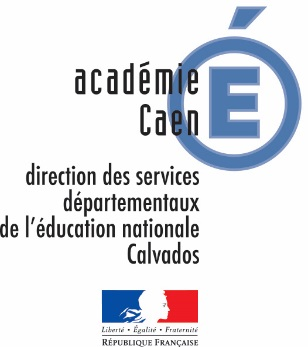 académie
Caen
É
direction des services
départementaux
de l'éducation nationale
Calvados
Liberté • Égalité • Fraternité
RÉPUBLIQUE FRANÇAISE